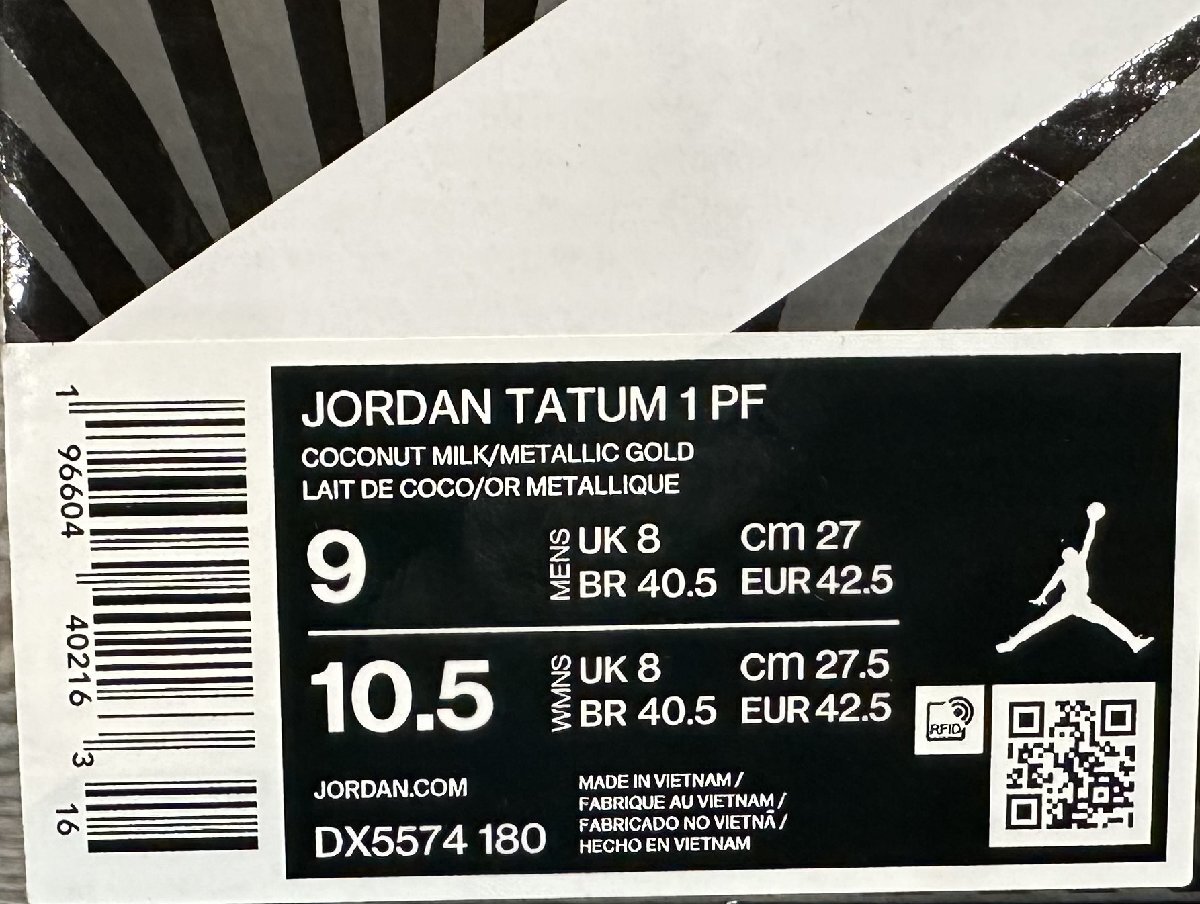 JORDAN TATUM 1 PF
COCONUT MILK/METALLIC GOLD
LAIT DE COCO/OR METALLIQUE
9
MENS
UK 8 CM 27
BR 40.5 EUR 42.5
10.5
WMNS
UK 8 CM 27.5
BR 40.5 EUR 42.5
RFID
JORDAN.COM
DX5574 180
MADE IN VIETNAM /
FABRIQUE AU VIETNAM /
FABRICADO NO VIETNÃ /
HECHO EN VIETNAM
1 96604 40216 3 16